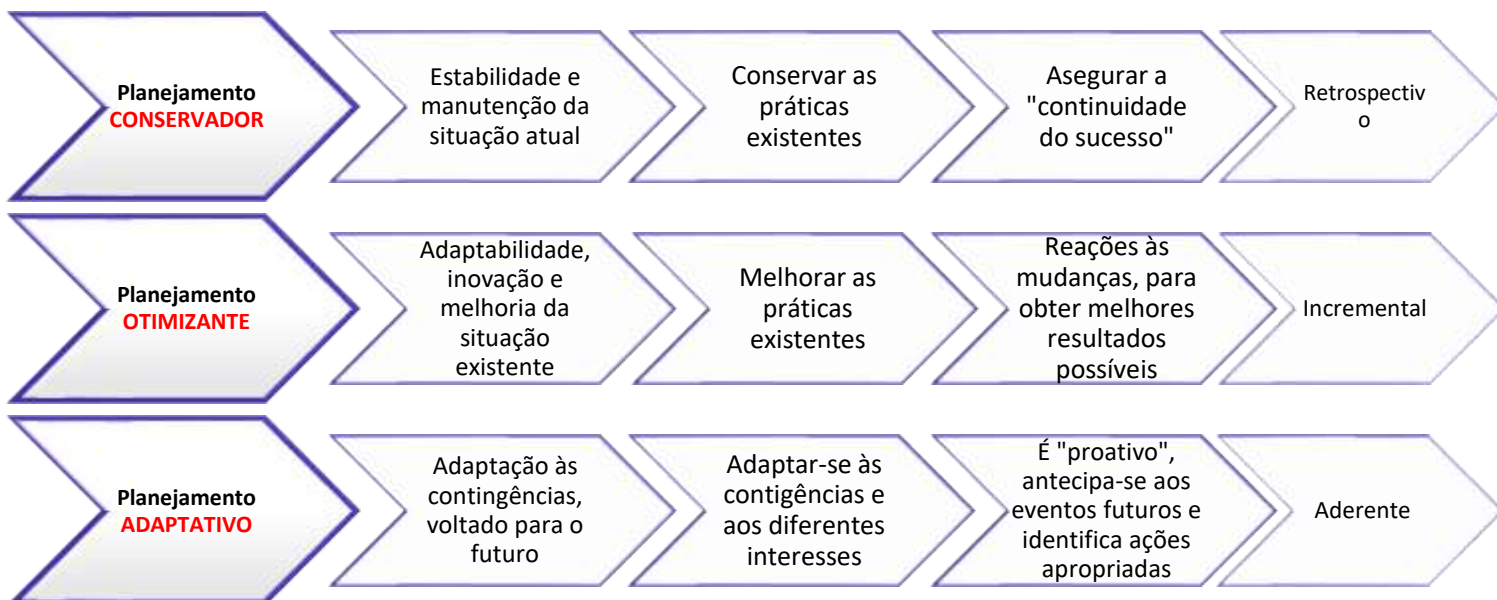 Planejamento
CONSERVADOR
Estabilidade e
manutenção da
situação atual
Conservar as
práticas
existentes
Asegurar a
"continuidade
do sucesso"
Retrospectiv
o
Planejamento
OTIMIZANTE
Adaptabilidade,
inovação e
melhoria da
situação
existente
Melhorar as
práticas
existentes
Reações às
mudanças, para
obter melhores
resultados
possíveis
Incremental
Planejamento
ADAPTATIVO
Adaptação às
contingências,
voltado para o
futuro
Adaptar-se às
contigências e
aos diferentes
interesses
É "proativo",
antecipa-se aos
eventos futuros e
identifica ações
apropriadas
Aderente